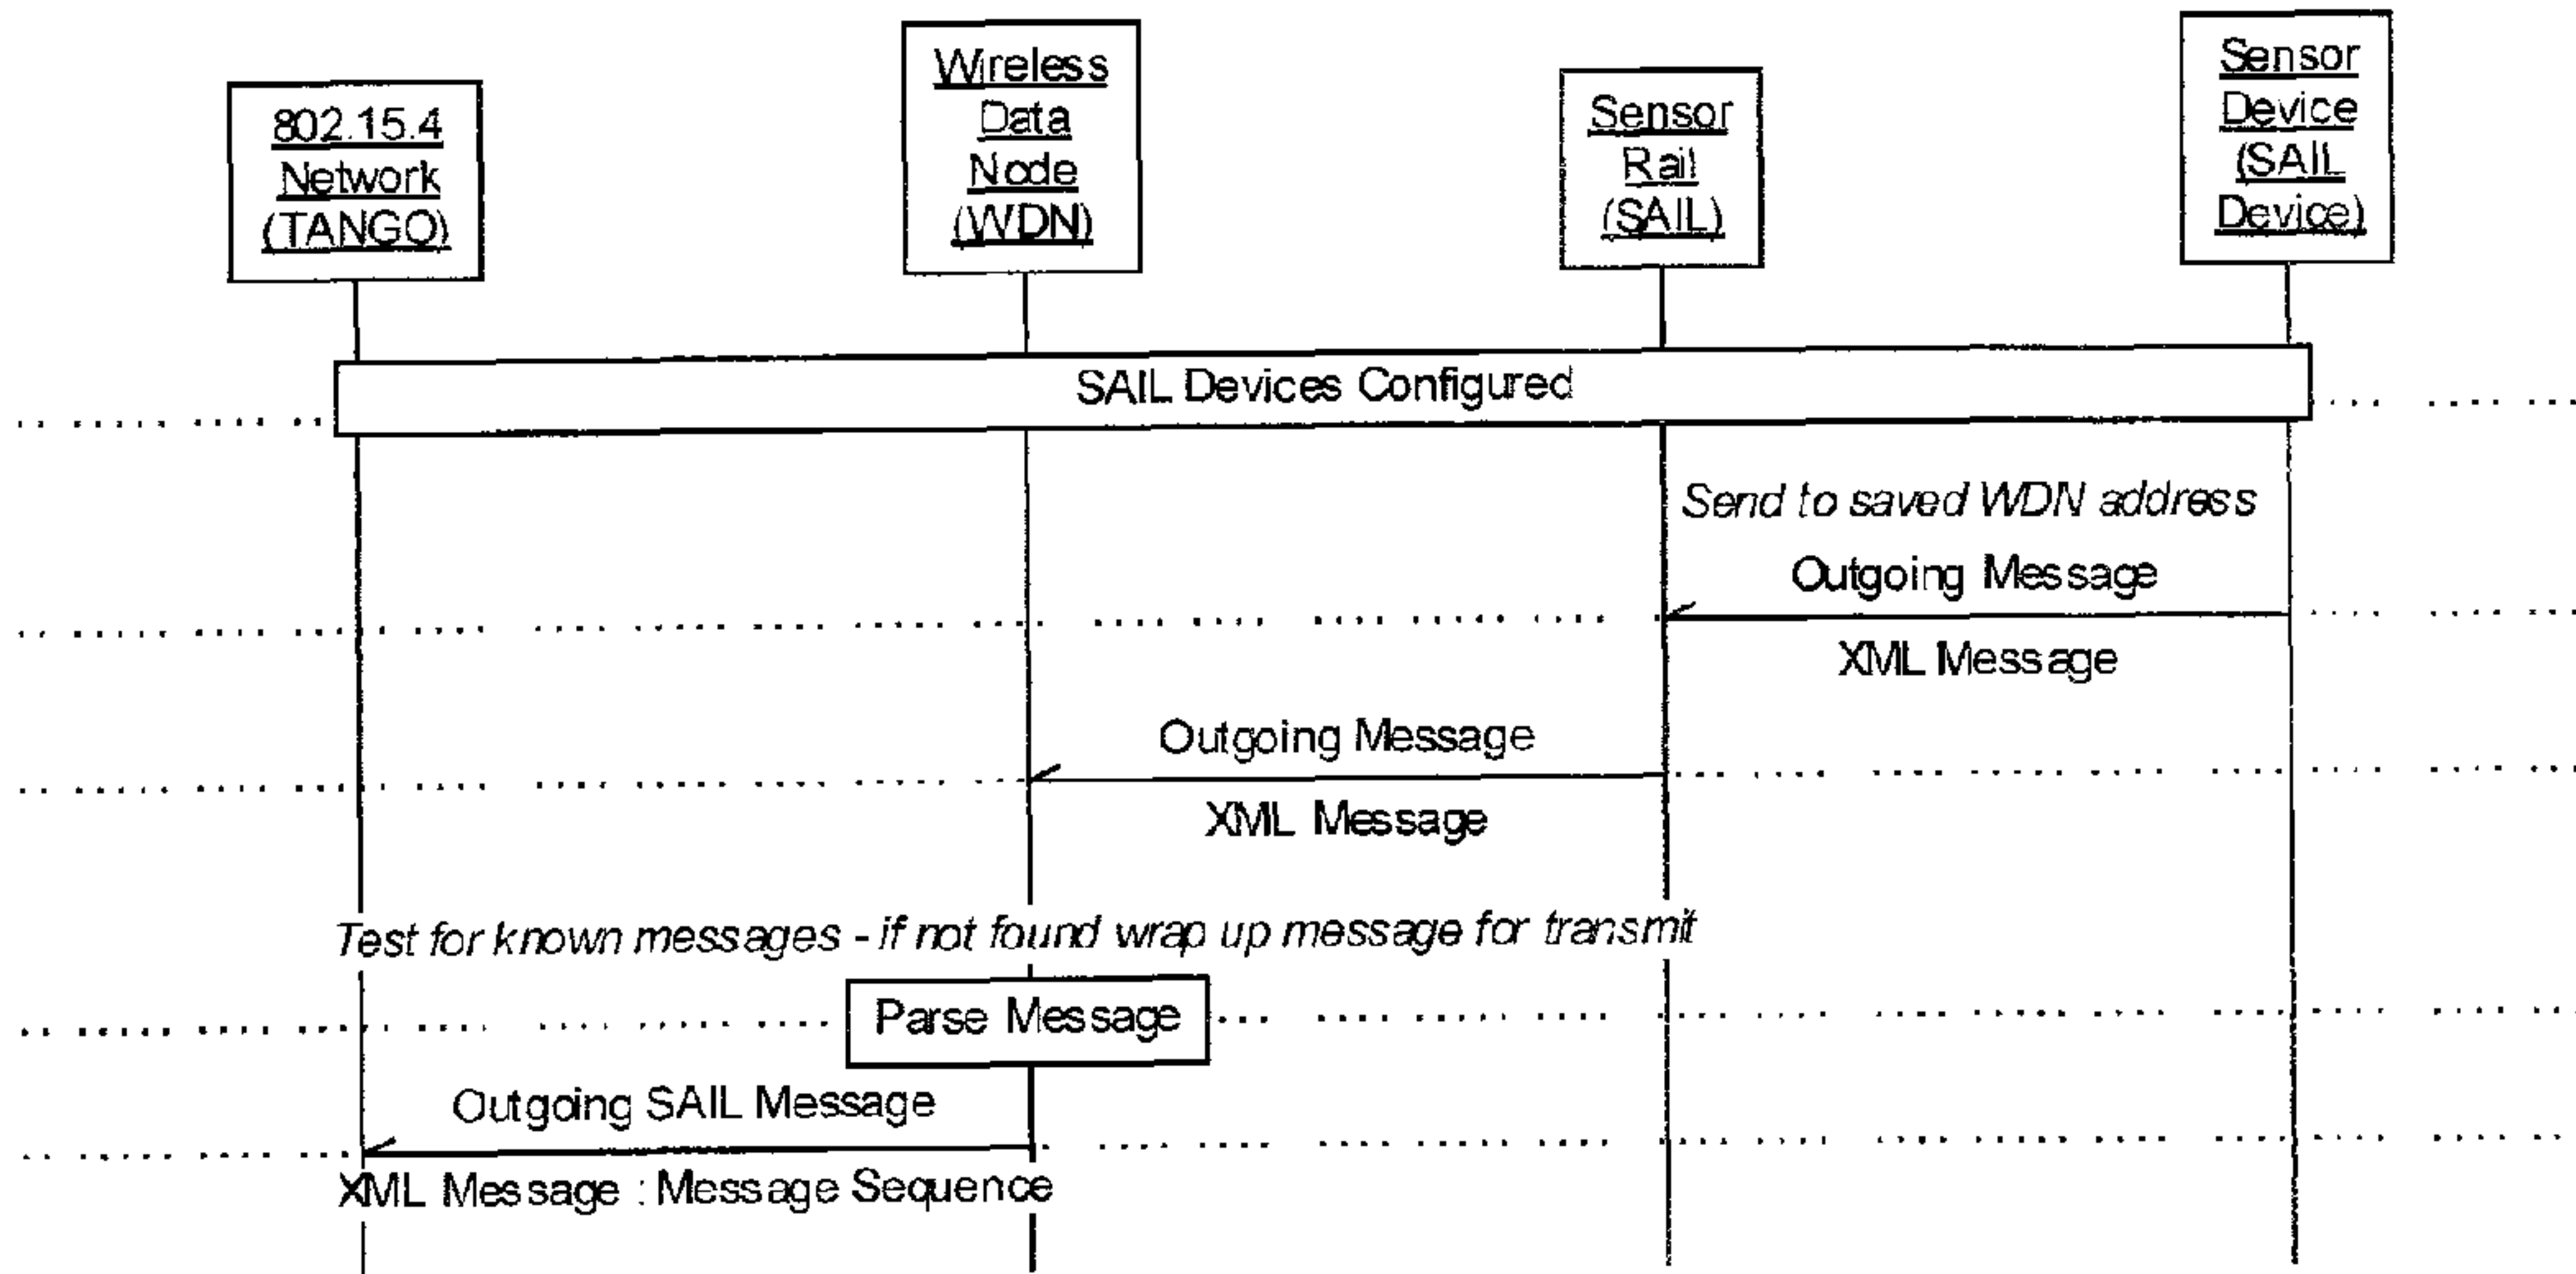 802.15.4
Network
(TANGO)
Wireless
Data
Node
(WDN)
Sensor
Rail
(SAIL)
Sensor
Device
(SAIL
Device)
SAIL Devices Configured
Send to saved WDN address
Outgoing Message
XML Message
Outgoing Message
XML Message
Test for known messages - if not found wrap up message for transmit
Parse Message
Outgoing SAIL Message
XML Message : Message Sequence